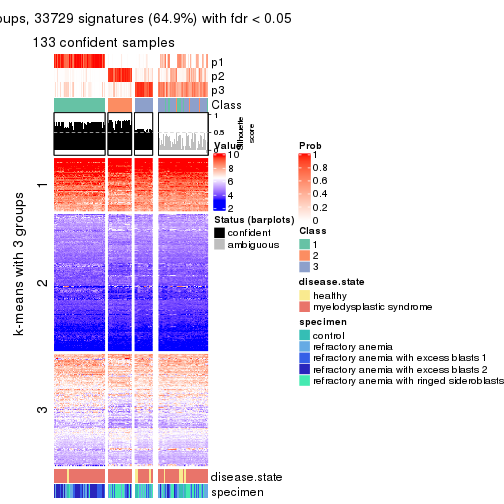 oups, 33729 signatures (64.9%) with fdr < 0.05
133 confident samples
p1
p2
p3
Class
1
0.5
0
Silhouette
score
k-means with 3 groups
1
2
3
disease.state
specimen
Value
10
8
6
4
2
Status (barplots)
confident
ambiguous
Prob
1
0.8
0.6
0.4
0.2
0
Class
1
2
3
disease.state
healthy
myelodysplastic syndrome
specimen
control
refractory anemia
refractory anemia with excess blasts 1
refractory anemia with excess blasts 2
refractory anemia with ringed sideroblasts